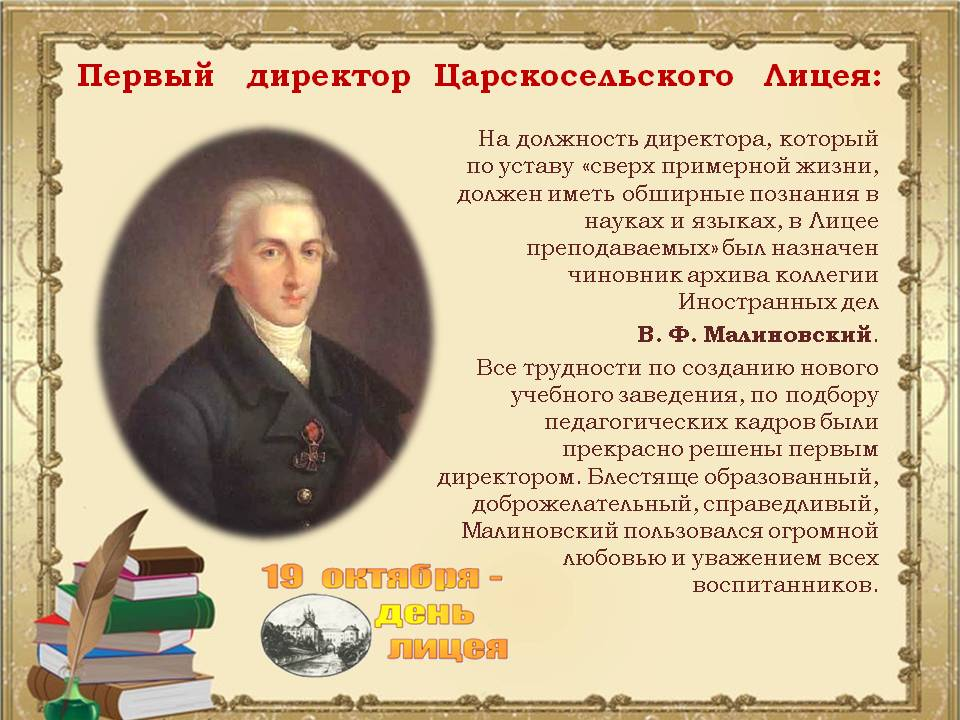 Первый директор Царскосельского Лицея:
На должность директора, который
по уставу «сверх примерной жизни,
должен иметь обширные познания в
науках и языках, в Лицее
преподаваемых» был назначен
чиновник архива коллегии
Иностранных дел
В. Ф. Малиновский.
Все трудности по созданию нового
учебного заведения, по подбору
педагогических кадров были
прекрасно решены первым
директором. Блестяще образованный,
доброжелательный, справедливый,
Малиновский пользовался огромной
любовью и уважением всех
воспитанников.
19 октября -
день
лицея